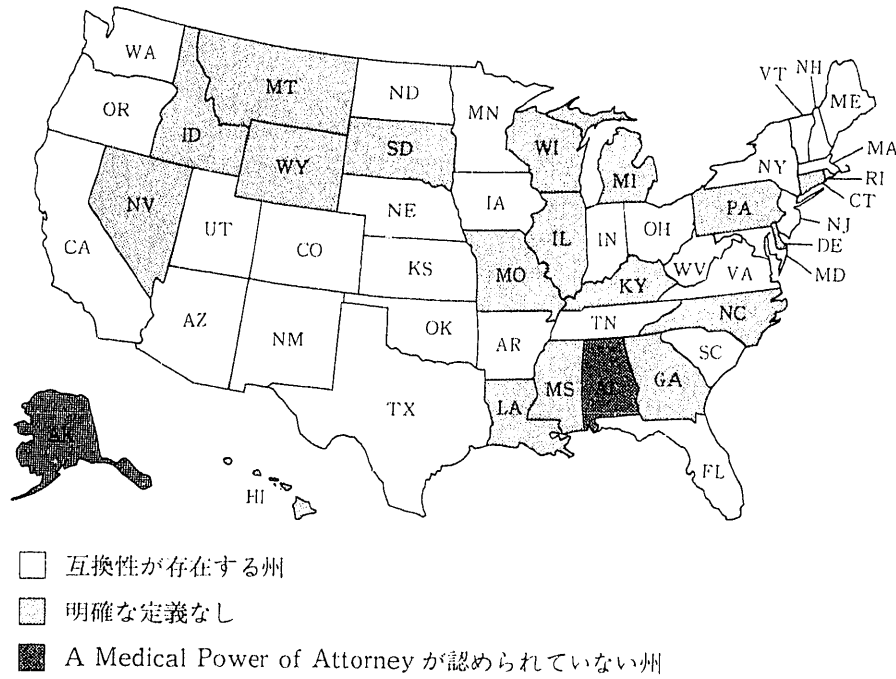 WA
MT
ND
MN
VT
NH
ME
OR
ID
SD
WI
MI
NY
MA
RI
CT
WY
NV
NE
IA
PA
NJ
DE
MD
CA
UT
CO
KS
MO
IL
IN
OH
WV
VA
KY
NC
AZ
NM
OK
AR
TN
SC
TX
LA
MS
AL
GA
AK
HI
FL
互換性が存在する州
明確な定義なし
A Medical Power of Attorney が認められていない州